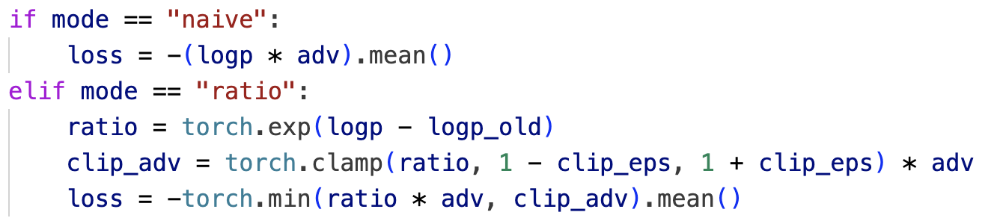 if mode == "naive":
    loss = -(logp * adv).mean()
elif mode == "ratio":
    ratio = torch.exp(logp - logp_old)
    clip_adv = torch.clamp(ratio, 1 - clip_eps, 1 + clip_eps) * adv
    loss = -torch.min(ratio * adv, clip_adv).mean()